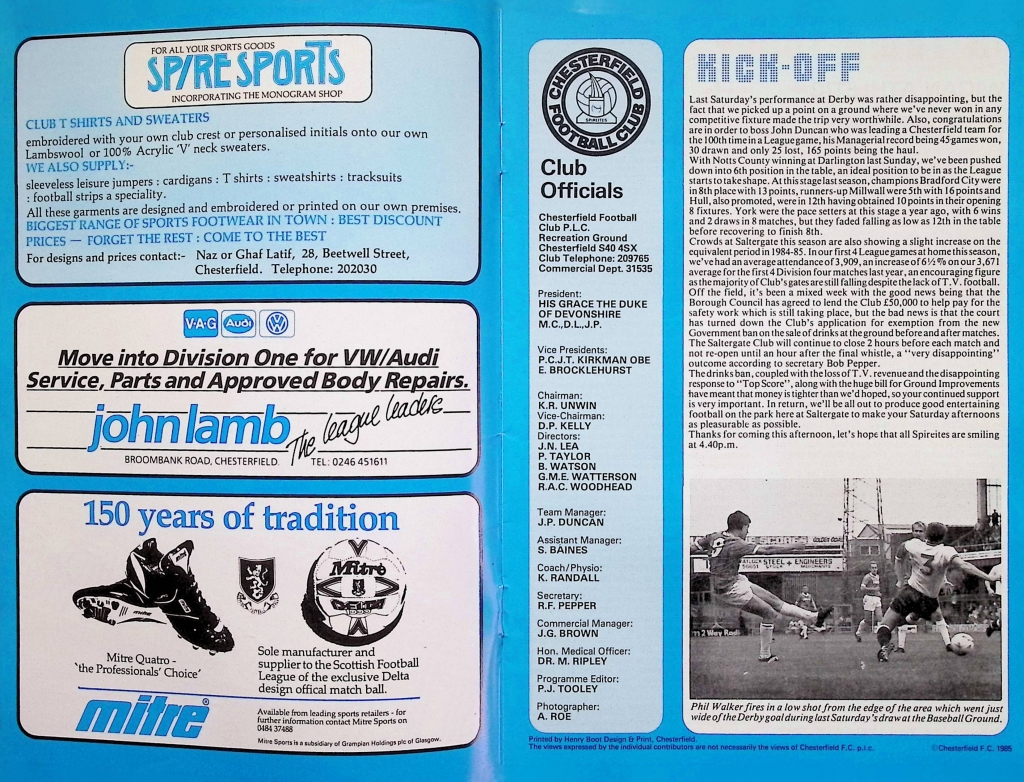 FOR ALL YOUR SPORTS GOODS
SPIRE SPORTS
INCORPORATING THE MONOGRAM SHOP
CLUB T SHIRTS AND SWEATERS
embroidered with your own club crest or personalised initials onto our own
Lambswool or 100% Acrylic 'V' neck sweaters.
WE ALSO SUPPLY:-
sleeveless leisure jumpers : cardigans : T shirts : sweatshirts : tracksuits
: football strips a speciality.
All these garments are designed and embroidered or printed on our own premises.
BIGGEST RANGE OF SPORTS FOOTWEAR IN TOWN : BEST DISCOUNT
PRICES — FORGET THE REST : COME TO THE BEST
For designs and prices contact:- Naz or Ghaf Latif, 28, Beetwell Street,
Chesterfield. Telephone: 202030
V·A·G Audi VW
Move into Division One for VW/Audi
Service, Parts and Approved Body Repairs.
john lamb The league leaders
BROOMBANK ROAD, CHESTERFIELD. TEL: 0246 451611
150 years of tradition
mitre
Mitre
DELTA
Mitre Quatro -
'the Professionals' Choice'
Sole manufacturer and
supplier to the Scottish Football
League of the exclusive Delta
design offical match ball.
mitre®
Available from leading sports retailers - for
further information contact Mitre Sports on
0484 37488
Mitre Sports is a subsidiary of Grampian Holdings plc of Glasgow.
CHESTERFIELD FOOTBALL CLUB
SPIREITES
Club
Officials
Chesterfield Football
Club P.L.C.
Recreation Ground
Chesterfield S40 4SX
Club Telephone: 209765
Commercial Dept. 31535
President:
HIS GRACE THE DUKE
OF DEVONSHIRE
M.C.,D.L.,J.P.
Vice Presidents:
P.C.J.T. KIRKMAN OBE
E. BROCKLEHURST
Chairman:
K.R. UNWIN
Vice-Chairman:
D.P. KELLY
Directors:
J.N. LEA
P. TAYLOR
B. WATSON
G.M.E. WATTERSON
R.A.C. WOODHEAD
Team Manager:
J.P. DUNCAN
Assistant Manager:
S. BAINES
Coach/Physio:
K. RANDALL
Secretary:
R.F. PEPPER
Commercial Manager:
J.G. BROWN
Hon. Medical Officer:
DR. M. RIPLEY
Programme Editor:
P.J. TOOLEY
Photographer:
A. ROE
KICK-OFF
Last Saturday's performance at Derby was rather disappointing, but the
fact that we picked up a point on a ground where we've never won in any
competitive fixture made the trip very worthwhile. Also, congratulations
are in order to boss John Duncan who was leading a Chesterfield team for
the 100th time in a League game, his Managerial record being 45 games won,
30 drawn and only 25 lost, 165 points being the haul.
With Notts County winning at Darlington last Sunday, we've been pushed
down into 6th position in the table, an ideal position to be in as the League
starts to take shape. At this stage last season, champions Bradford City were
in 8th place with 13 points, runners-up Millwall were 5th with 16 points and
Hull, also promoted, were in 12th having obtained 10 points in their opening
8 fixtures. York were the pace setters at this stage a year ago, with 6 wins
and 2 draws in 8 matches, but they faded falling as low as 12th in the table
before recovering to finish 8th.
Crowds at Saltergate this season are also showing a slight increase on the
equivalent period in 1984-85. In our first 4 League games at home this season,
we've had an average attendance of 3,909, an increase of 6½% on our 3,671
average for the first 4 Division four matches last year, an encouraging figure
as the majority of Club's gates are still falling despite the lack of T.V. football.
Off the field, it's been a mixed week with the good news being that the
Borough Council has agreed to lend the Club £50,000 to help pay for the
safety work which is still taking place, but the bad news is that the court
has turned down the Club's application for exemption from the new
Government ban on the sale of drinks at the ground before and after matches.
The Saltergate Club will continue to close 2 hours before each match and
not re-open until an hour after the final whistle, a "very disappointing"
outcome according to secretary Bob Pepper.
The drinks ban, coupled with the loss of T.V. revenue and the disappointing
response to "Top Score", along with the huge bill for Ground Improvements
have meant that money is tighter than we'd hoped, so your continued support
is very important. In return, we'll be all out to produce good entertaining
football on the park here at Saltergate to make your Saturday afternoons
as pleasurable as possible.
Thanks for coming this afternoon, let's hope that all Spireites are smiling
at 4.40p.m.
STEEL + ENGINEERS
STOCK MERCHANTS
2 Way Radi
9
3
Phil Walker fires in a low shot from the edge of the area which went just
wide of the Derby goal during last Saturday's draw at the Baseball Ground.
Printed by Henry Boot Design & Print, Chesterfield.
The views expressed by the individual contributors are not necessarily the views of Chesterfield F.C. p.l.c.
© Chesterfield F.C. 1985